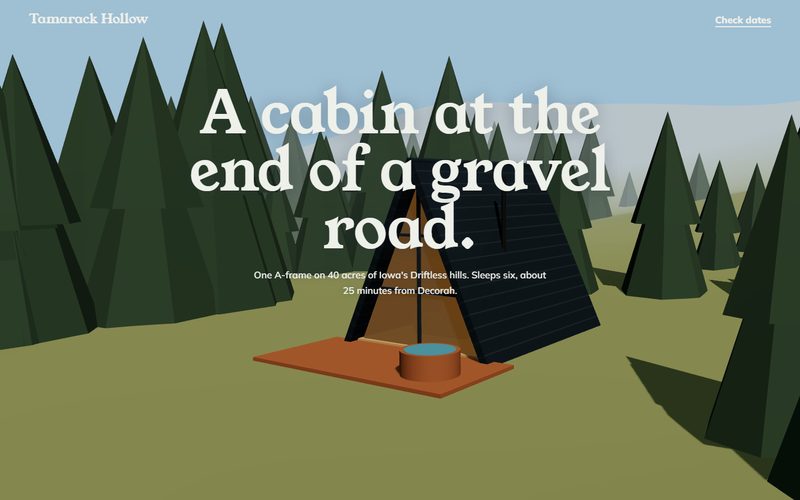 Tamarack Hollow
Check dates
A cabin at the
end of a gravel
road.
One A-frame on 40 acres of Iowa's Driftless hills. Sleeps six, about
25 minutes from Decorah.